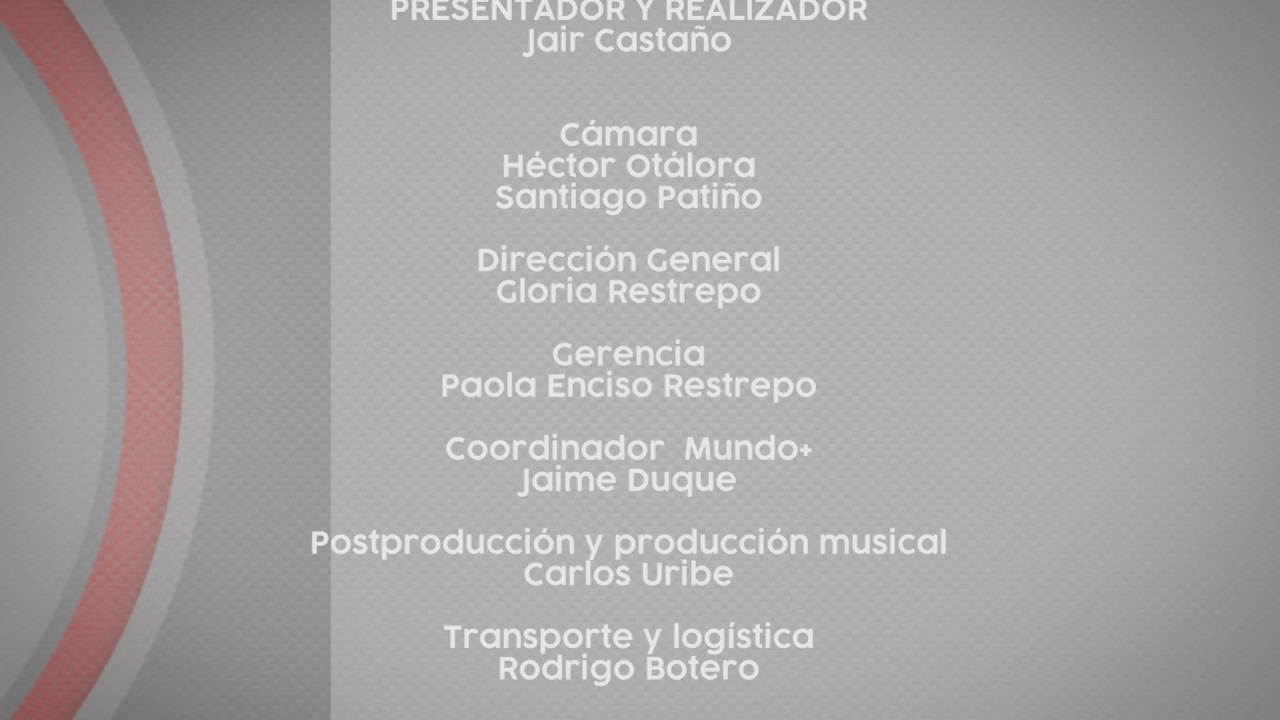 PRESENTADOR Y REALIZADOR
Jair Castaño
Cámara
Héctor Otálora
Santiago Patiño
Dirección General
Gloria Restrepo
Gerencia
Paola Enciso Restrepo
Coordinador  Mundo+
Jaime Duque
Postproducción y producción musical
Carlos Uribe
Transporte y logística
Rodrigo Botero